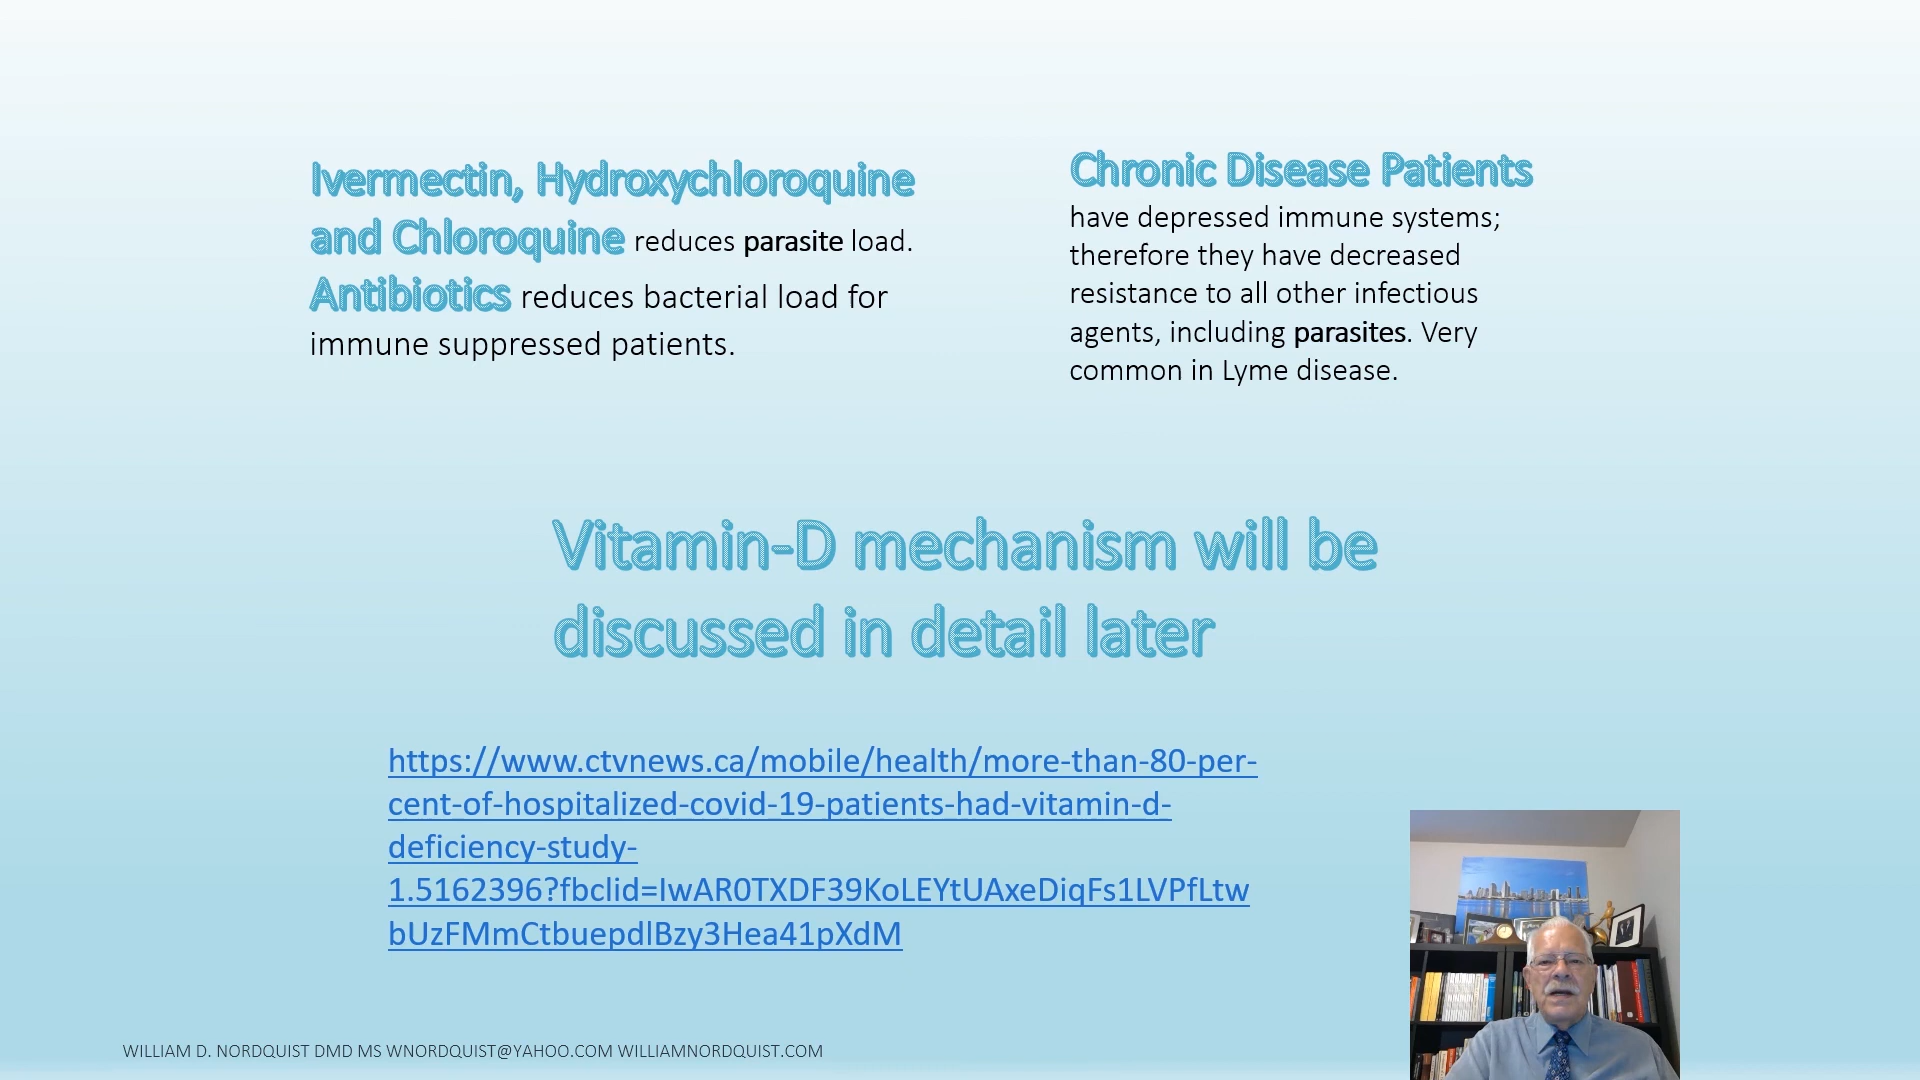 Ivermectin, Hydroxychloroquine
and Chloroquine reduces parasite load.
Antibiotics reduces bacterial load for
immune suppressed patients.
Chronic Disease Patients
have depressed immune systems;
therefore they have decreased
resistance to all other infectious
agents, including parasites. Very
common in Lyme disease.
Vitamin-D mechanism will be
discussed in detail later
https://www.ctvnews.ca/mobile/health/more-than-80-per-
cent-of-hospitalized-covid-19-patients-had-vitamin-d-
deficiency-study-
1.5162396?fbclid=IwAR0TXDF39KoLEYtUAxeDiqFs1LVPfLtw
bUzFMmCtbuepdlBzy3Hea41pXdM
WILLIAM D. NORDQUIST DMD MS WNORDQUIST@YAHOO.COM WILLIAMNORDQUIST.COM